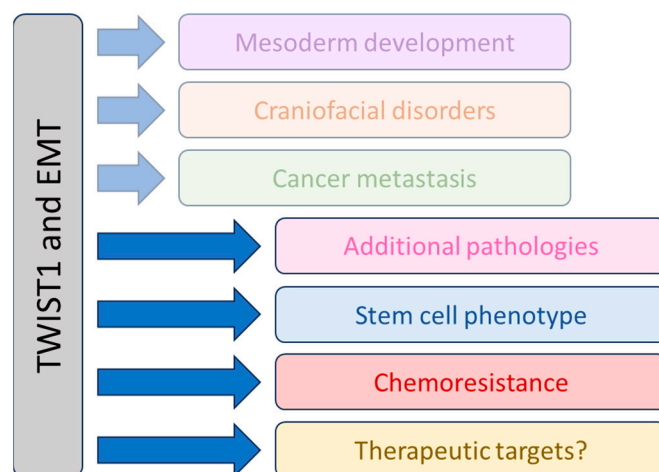 TWIST1 and EMT
Mesoderm development
Craniofacial disorders
Cancer metastasis
Additional pathologies
Stem cell phenotype
Chemoresistance
Therapeutic targets?